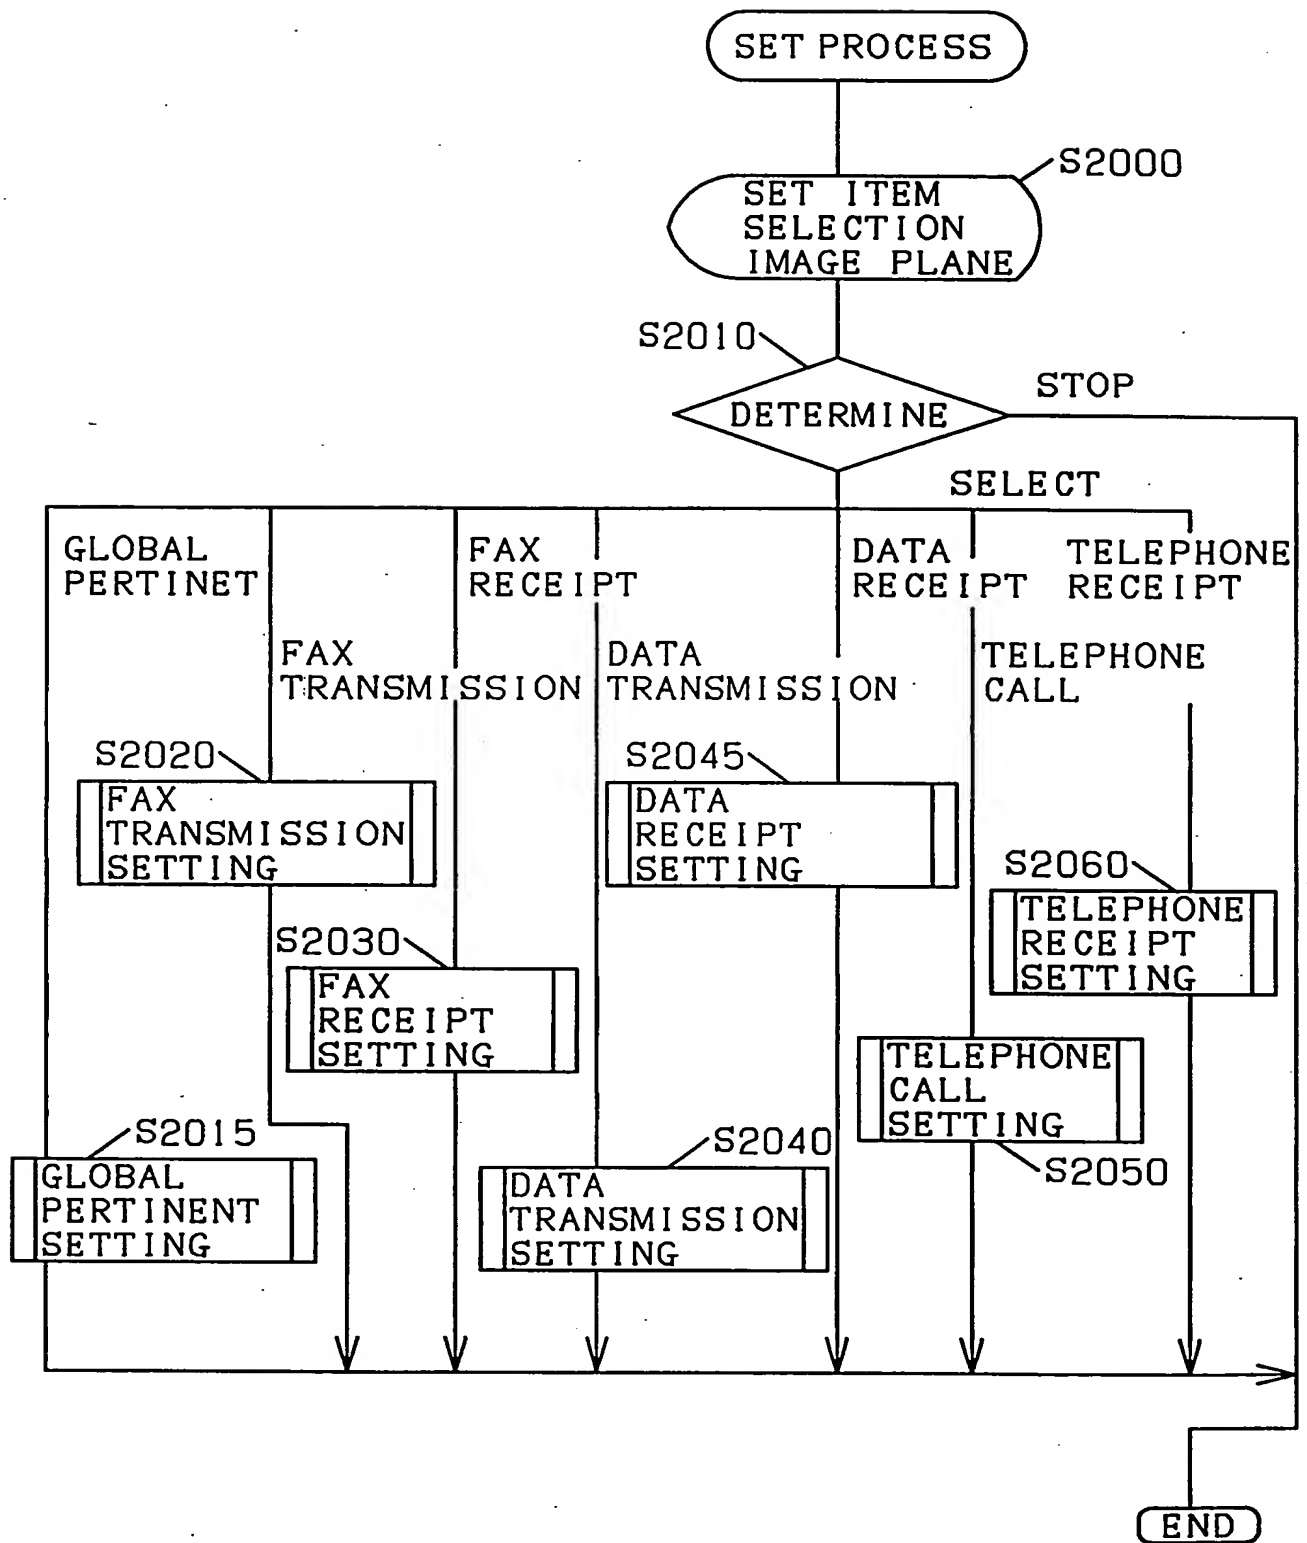 SET PROCESS
S2000
SET ITEM
SELECTION
IMAGE PLANE
S2010
DETERMINE
STOP
SELECT
GLOBAL
PERTINET
FAX
RECEIPT
DATA
RECEIPT
TELEPHONE
RECEIPT
FAX
TRANSMISSION
DATA
TRANSMISSION
TELEPHONE
CALL
S2020
FAX
TRANSMISSION
SETTING
S2045
DATA
RECEIPT
SETTING
S2060
TELEPHONE
RECEIPT
SETTING
S2030
FAX
RECEIPT
SETTING
TELEPHONE
CALL
SETTING
S2050
S2015
GLOBAL
PERTINENT
SETTING
S2040
DATA
TRANSMISSION
SETTING
END